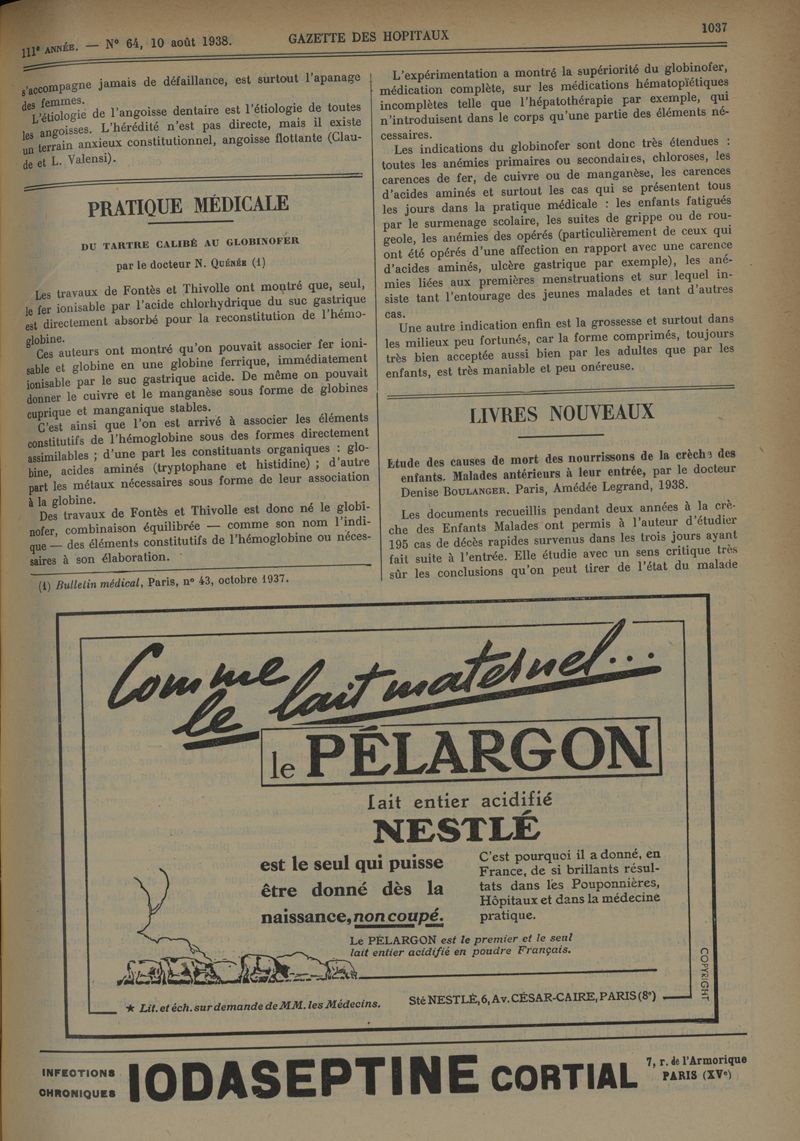 111e ANNÉE. — N° 64, 10 août 1938.
GAZETTE DES HOPITAUX
1037
s'accompagne jamais de défaillance, est surtout l'apanage
des femmes.
L'étiologie de l'angoisse dentaire est l'étiologie de toutes
les angoisses. L'hérédité n'est pas directe, mais il existe
un terrain anxieux constitutionnel, angoisse flottante (Clau-
de et L. Valensi).
PRATIQUE MÉDICALE
DU TARTRE CALIBÉ AU GLOBINOFER
par le docteur N. QUÉNÉE (1)
Les travaux de Fontès et Thivolle ont montré que, seul,
le fer ionisable par l'acide chlorhydrique du suc gastrique
est directement absorbé pour la reconstitution de l'hémo-
globine.
Ces auteurs ont montré qu'on pouvait associer fer ioni-
sable et globine en une globine ferrique, immédiatement
ionisable par le suc gastrique acide. De même on pouvait
donner le cuivre et le manganèse sous forme de globines
cuprique et manganique stables.
C'est ainsi que l'on est arrivé à associer les éléments
constitutifs de l'hémoglobine sous des formes directement
assimilables ; d'une part les constituants organiques : glo-
bine, acides aminés (tryptophane et histidine) ; d'autre
part les métaux nécessaires sous forme de leur association
à la globine.
Des travaux de Fontès et Thivolle est donc né le globi-
nofer, combinaison équilibrée — comme son nom l'indi-
que — des éléments constitutifs de l'hémoglobine ou néces-
saires à son élaboration.
(1) Bulletin médical, Paris, n° 43, octobre 1937.
L'expérimentation a montré la supériorité du globinofer,
médication complète, sur les médications hématopïétiques
incomplètes telle que l'hépatothérapie par exemple, qui
n'introduisent dans le corps qu'une partie des éléments né-
cessaires.
Les indications du globinofer sont donc très étendues :
toutes les anémies primaires ou secondaires, chloroses, les
carences de fer, de cuivre ou de manganèse, les carences
d'acides aminés et surtout les cas qui se présentent tous
les jours dans la pratique médicale : les enfants fatigués
par le surmenage scolaire, les suites de grippe ou de rou-
geole, les anémies des opérés (particulièrement de ceux qui
ont été opérés d'une affection en rapport avec une carence
d'acides aminés, ulcère gastrique par exemple), les ané-
mies liées aux premières menstruations et sur lequel in-
siste tant l'entourage des jeunes malades et tant d'autres
cas.
Une autre indication enfin est la grossesse et surtout dans
les milieux peu fortunés, car la forme comprimés, toujours
très bien acceptée aussi bien par les adultes que par les
enfants, est très maniable et peu onéreuse.
LIVRES NOUVEAUX
Etude des causes de mort des nourrissons de la crèche des
enfants. Malades antérieurs à leur entrée, par le docteur
Denise BOULANGER. Paris, Amédée Legrand, 1938.
Les documents recueillis pendant deux années à la crè-
che des Enfants Malades ont permis à l'auteur d'étudier
195 cas de décès rapides survenus dans les trois jours ayant
fait suite à l'entrée. Elle étudie avec un sens critique très
sûr les conclusions qu'on peut tirer de l'état du malade
Comme
le lait maternel...
le PÉLARGON
lait entier acidifié
NESTLÉ
est le seul qui puisse
être donné dès la
naissance, non coupé.
C'est pourquoi il a donné, en
France, de si brillants résul-
tats dans les Pouponnières,
Hôpitaux et dans la médecine
pratique.
Le PÉLARGON est le premier et le seul
lait entier acidifié en poudre Français.
COPYRIGHT
★ Lit. et éch. sur demande de MM. les Médecins.
Sté NESTLÉ, 6, Av. CÉSAR-CAIRE, PARIS (8e)
INFECTIONS
CHRONIQUES
IODASEPTINE CORTIAL
7, r. de l'Armorique
PARIS (XVe)